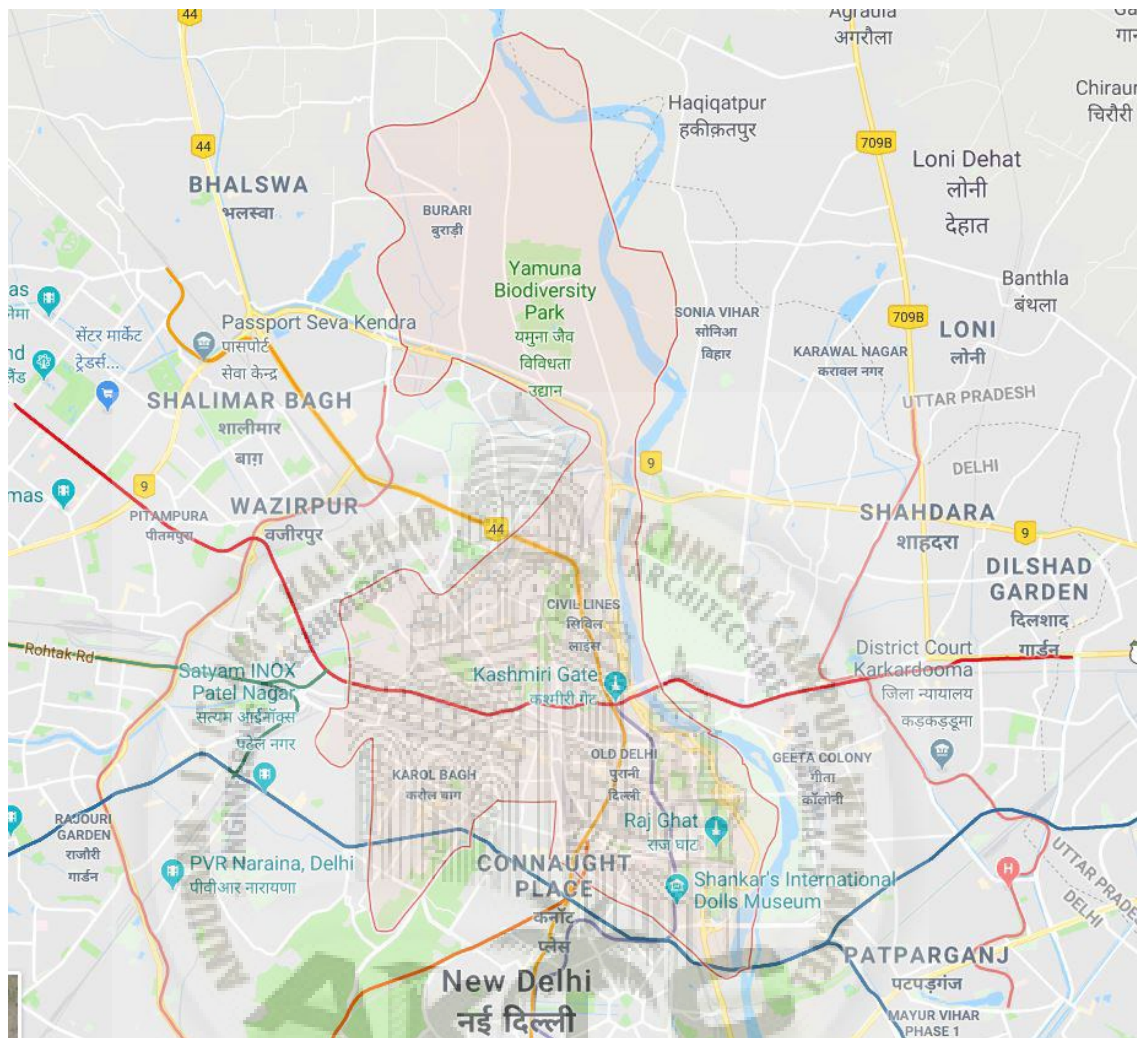 44
Agraula
अगरौला
Haqiqatpur
हकीक़तपुर
चिरौरी
44
709B
Loni Dehat
लोनी
देहात
BHALSWA
भलस्वा
BURARI
बुराड़ी
Yamuna
Biodiversity
Park
यमुना जैव
विविधता
उद्यान
Banthla
बंथला
SONIA VIHAR
सोनिआ
विहार
709B
LONI
लोनी
KARAWAL NAGAR
करावल नगर
सेंटर मार्केट
ट्रेडर्स...
Passport Seva Kendra
पासपोर्ट
सेवा केन्द्र
SHALIMAR BAGH
शालीमार
बाग़
UTTAR PRADESH
DELHI
9
9
PITAMPURA
पीतमपुरा
WAZIRPUR
वजीरपुर
44
SHAHDARA
शाहदरा
9
DILSHAD
GARDEN
दिलशाद
गार्डन
CIVIL LINES
सिविल
लाइंस
Rohtak Rd
Satyam INOX
Patel Nagar
सत्यम आईनॉक्स
पटेल नगर
Kashmiri Gate
कश्मीरी गेट
District Court
Karkardooma
जिला न्यायालय
कड़कड़डूमा
KAROL BAGH
करौल बाग
OLD DELHI
पुरानी
दिल्ली
GEETA COLONY
गीता
कॉलोनी
RAJOURI
GARDEN
राजौरी
गार्डन
Raj Ghat
राज घाट
PVR Naraina, Delhi
पीवीआर नारायणा
CONNAUGHT
PLACE
कनॉट
प्लेस
Shankar's International
Dolls Museum
H
UTTAR PRADE
DELHI
New Delhi
नई दिल्ली
PATPARGANJ
पटपड़गंज
MAYUR VIHAR
PHASE 1
KALSEKAR
TECHNICAL CAMPUS
ARCHITECTURE